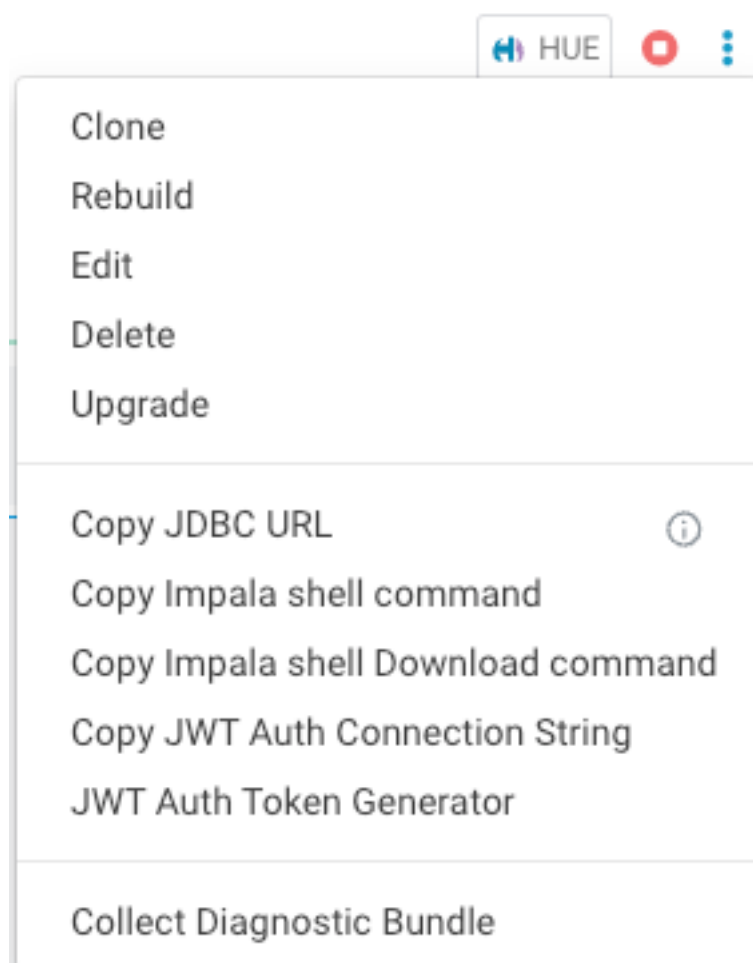 HUE
Clone
Rebuild
Edit
Delete
Upgrade
Copy JDBC URL
Copy Impala shell command
Copy Impala shell Download command
Copy JWT Auth Connection String
JWT Auth Token Generator
Collect Diagnostic Bundle